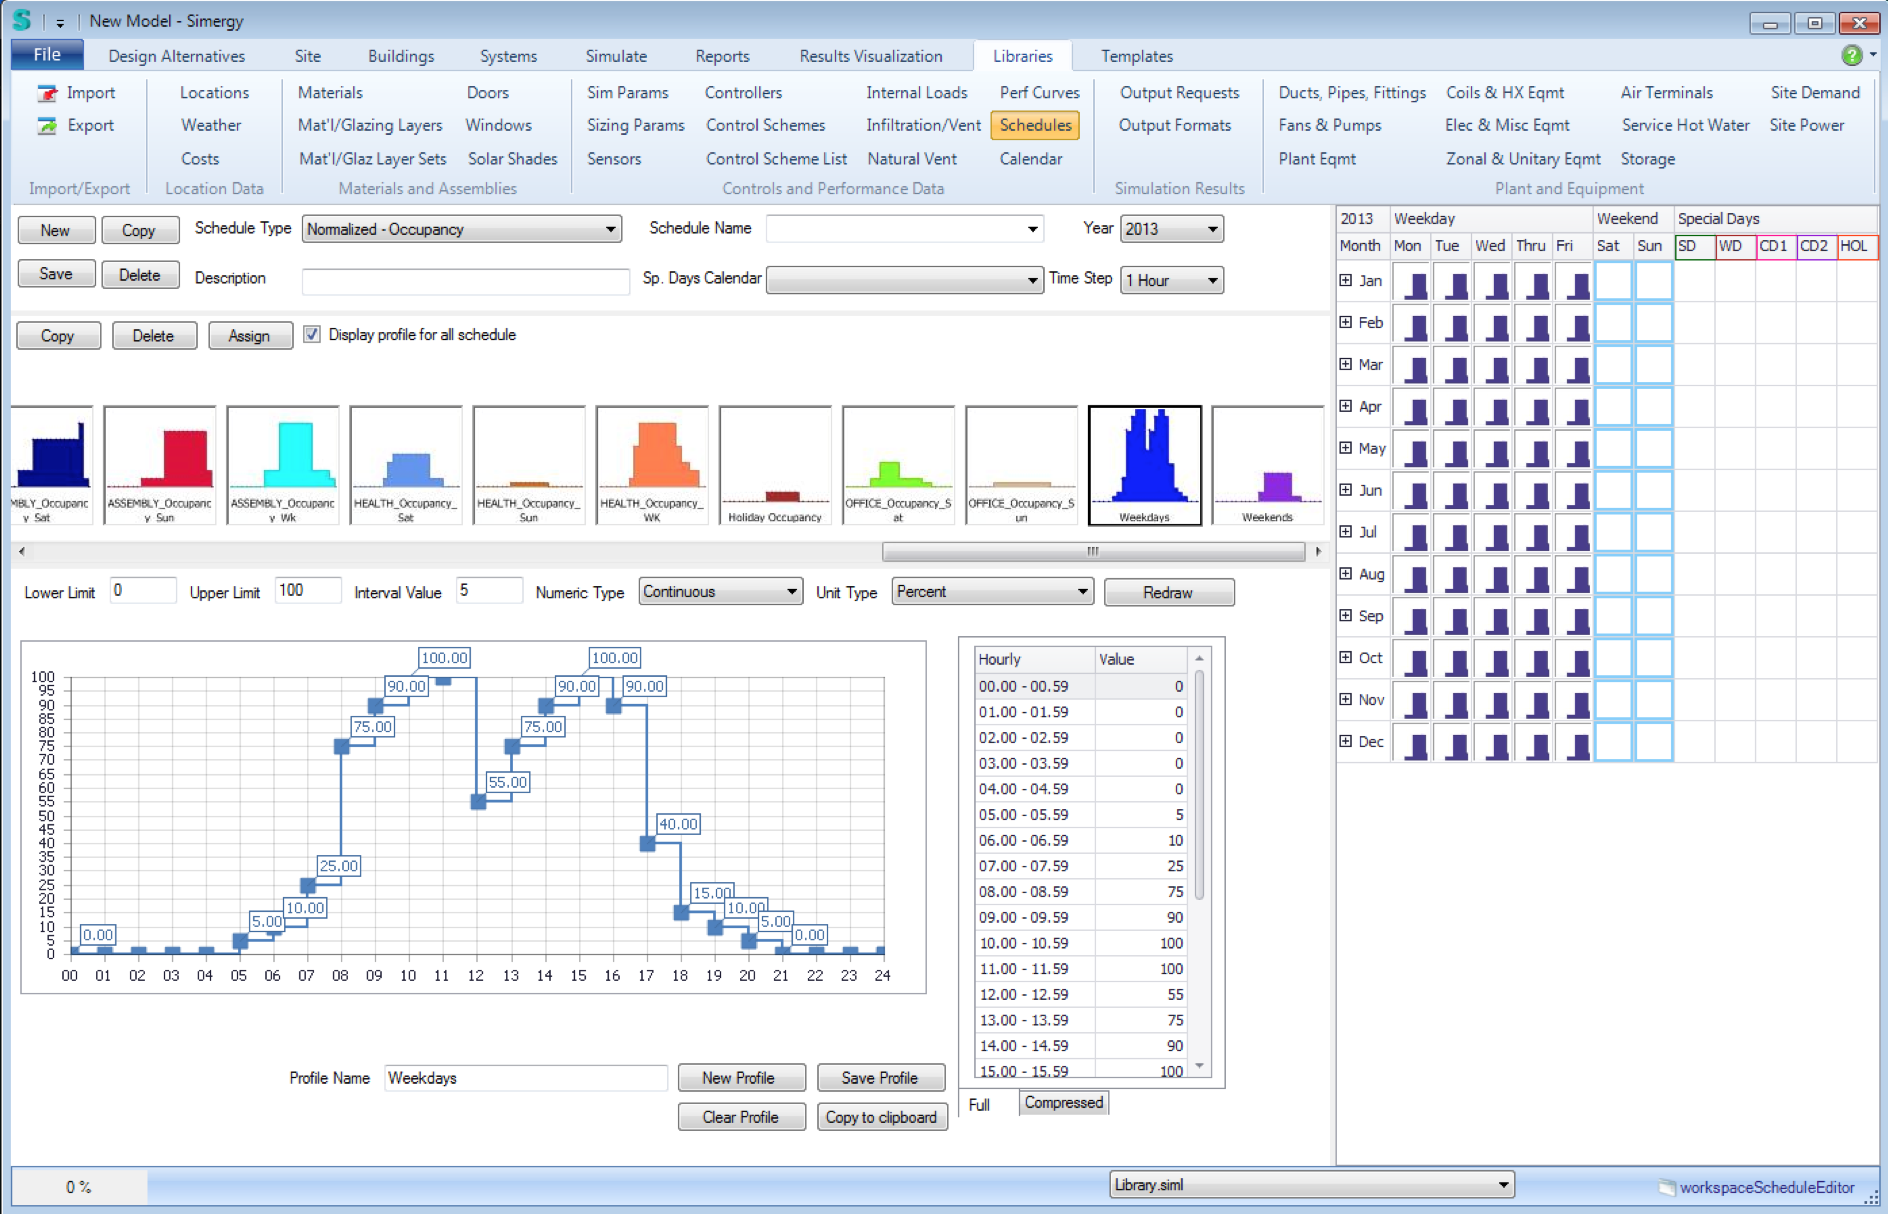 New Model - Simergy
File Design Alternatives Site Buildings Systems Simulate Reports Results Visualization Libraries Templates
Import Locations Materials Doors Sim Params Controllers Internal Loads Perf Curves Output Requests Ducts, Pipes, Fittings Coils & HX Eqmt Air Terminals Site Demand
Export Weather Mat'l/Glazing Layers Windows Sizing Params Control Schemes Infiltration/Vent Schedules Output Formats Fans & Pumps Elec & Misc Eqmt Service Hot Water Site Power
Costs Mat'l/Glaz Layer Sets Solar Shades Sensors Control Scheme List Natural Vent Calendar Plant Eqmt Zonal & Unitary Eqmt Storage
Import/Export Location Data Materials and Assemblies Controls and Performance Data Simulation Results Plant and Equipment
New Copy Schedule Type Normalized - Occupancy Schedule Name Year 2013
Save Delete Description Sp. Days Calendar Time Step 1 Hour
Copy Delete Assign Display profile for all schedule
MBLY_Occupanc
y Sat
ASSEMBLY_Occupanc
y Sun
ASSEMBLY_Occupanc
y Wk
HEALTH_Occupancy_
Sat
HEALTH_Occupancy_
Sun
HEALTH_Occupancy_
WK
Holiday Occupancy
OFFICE_Occupancy_S
at
OFFICE_Occupancy_S
un
Weekdays
Weekends
Lower Limit 0 Upper Limit 100 Interval Value 5 Numeric Type Continuous Unit Type Percent Redraw
100
95
90
85
80
75
70
65
60
55
50
45
40
35
30
25
20
15
10
5
0
0.00
5.00
10.00
25.00
75.00
90.00
100.00
55.00
75.00
90.00
100.00
90.00
40.00
15.00
10.00
5.00
0.00
00 01 02 03 04 05 06 07 08 09 10 11 12 13 14 15 16 17 18 19 20 21 22 23 24
Hourly Value
00.00 - 00.59 0
01.00 - 01.59 0
02.00 - 02.59 0
03.00 - 03.59 0
04.00 - 04.59 0
05.00 - 05.59 5
06.00 - 06.59 10
07.00 - 07.59 25
08.00 - 08.59 75
09.00 - 09.59 90
10.00 - 10.59 100
11.00 - 11.59 100
12.00 - 12.59 55
13.00 - 13.59 75
14.00 - 14.59 90
15.00 - 15.59 100
Full Compressed
Profile Name Weekdays New Profile Save Profile
Clear Profile Copy to clipboard
2013 Weekday Weekend Special Days
Month Mon Tue Wed Thru Fri Sat Sun SD WD CD1 CD2 HOL
Jan
Feb
Mar
Apr
May
Jun
Jul
Aug
Sep
Oct
Nov
Dec
0 % Library.siml workspaceScheduleEditor